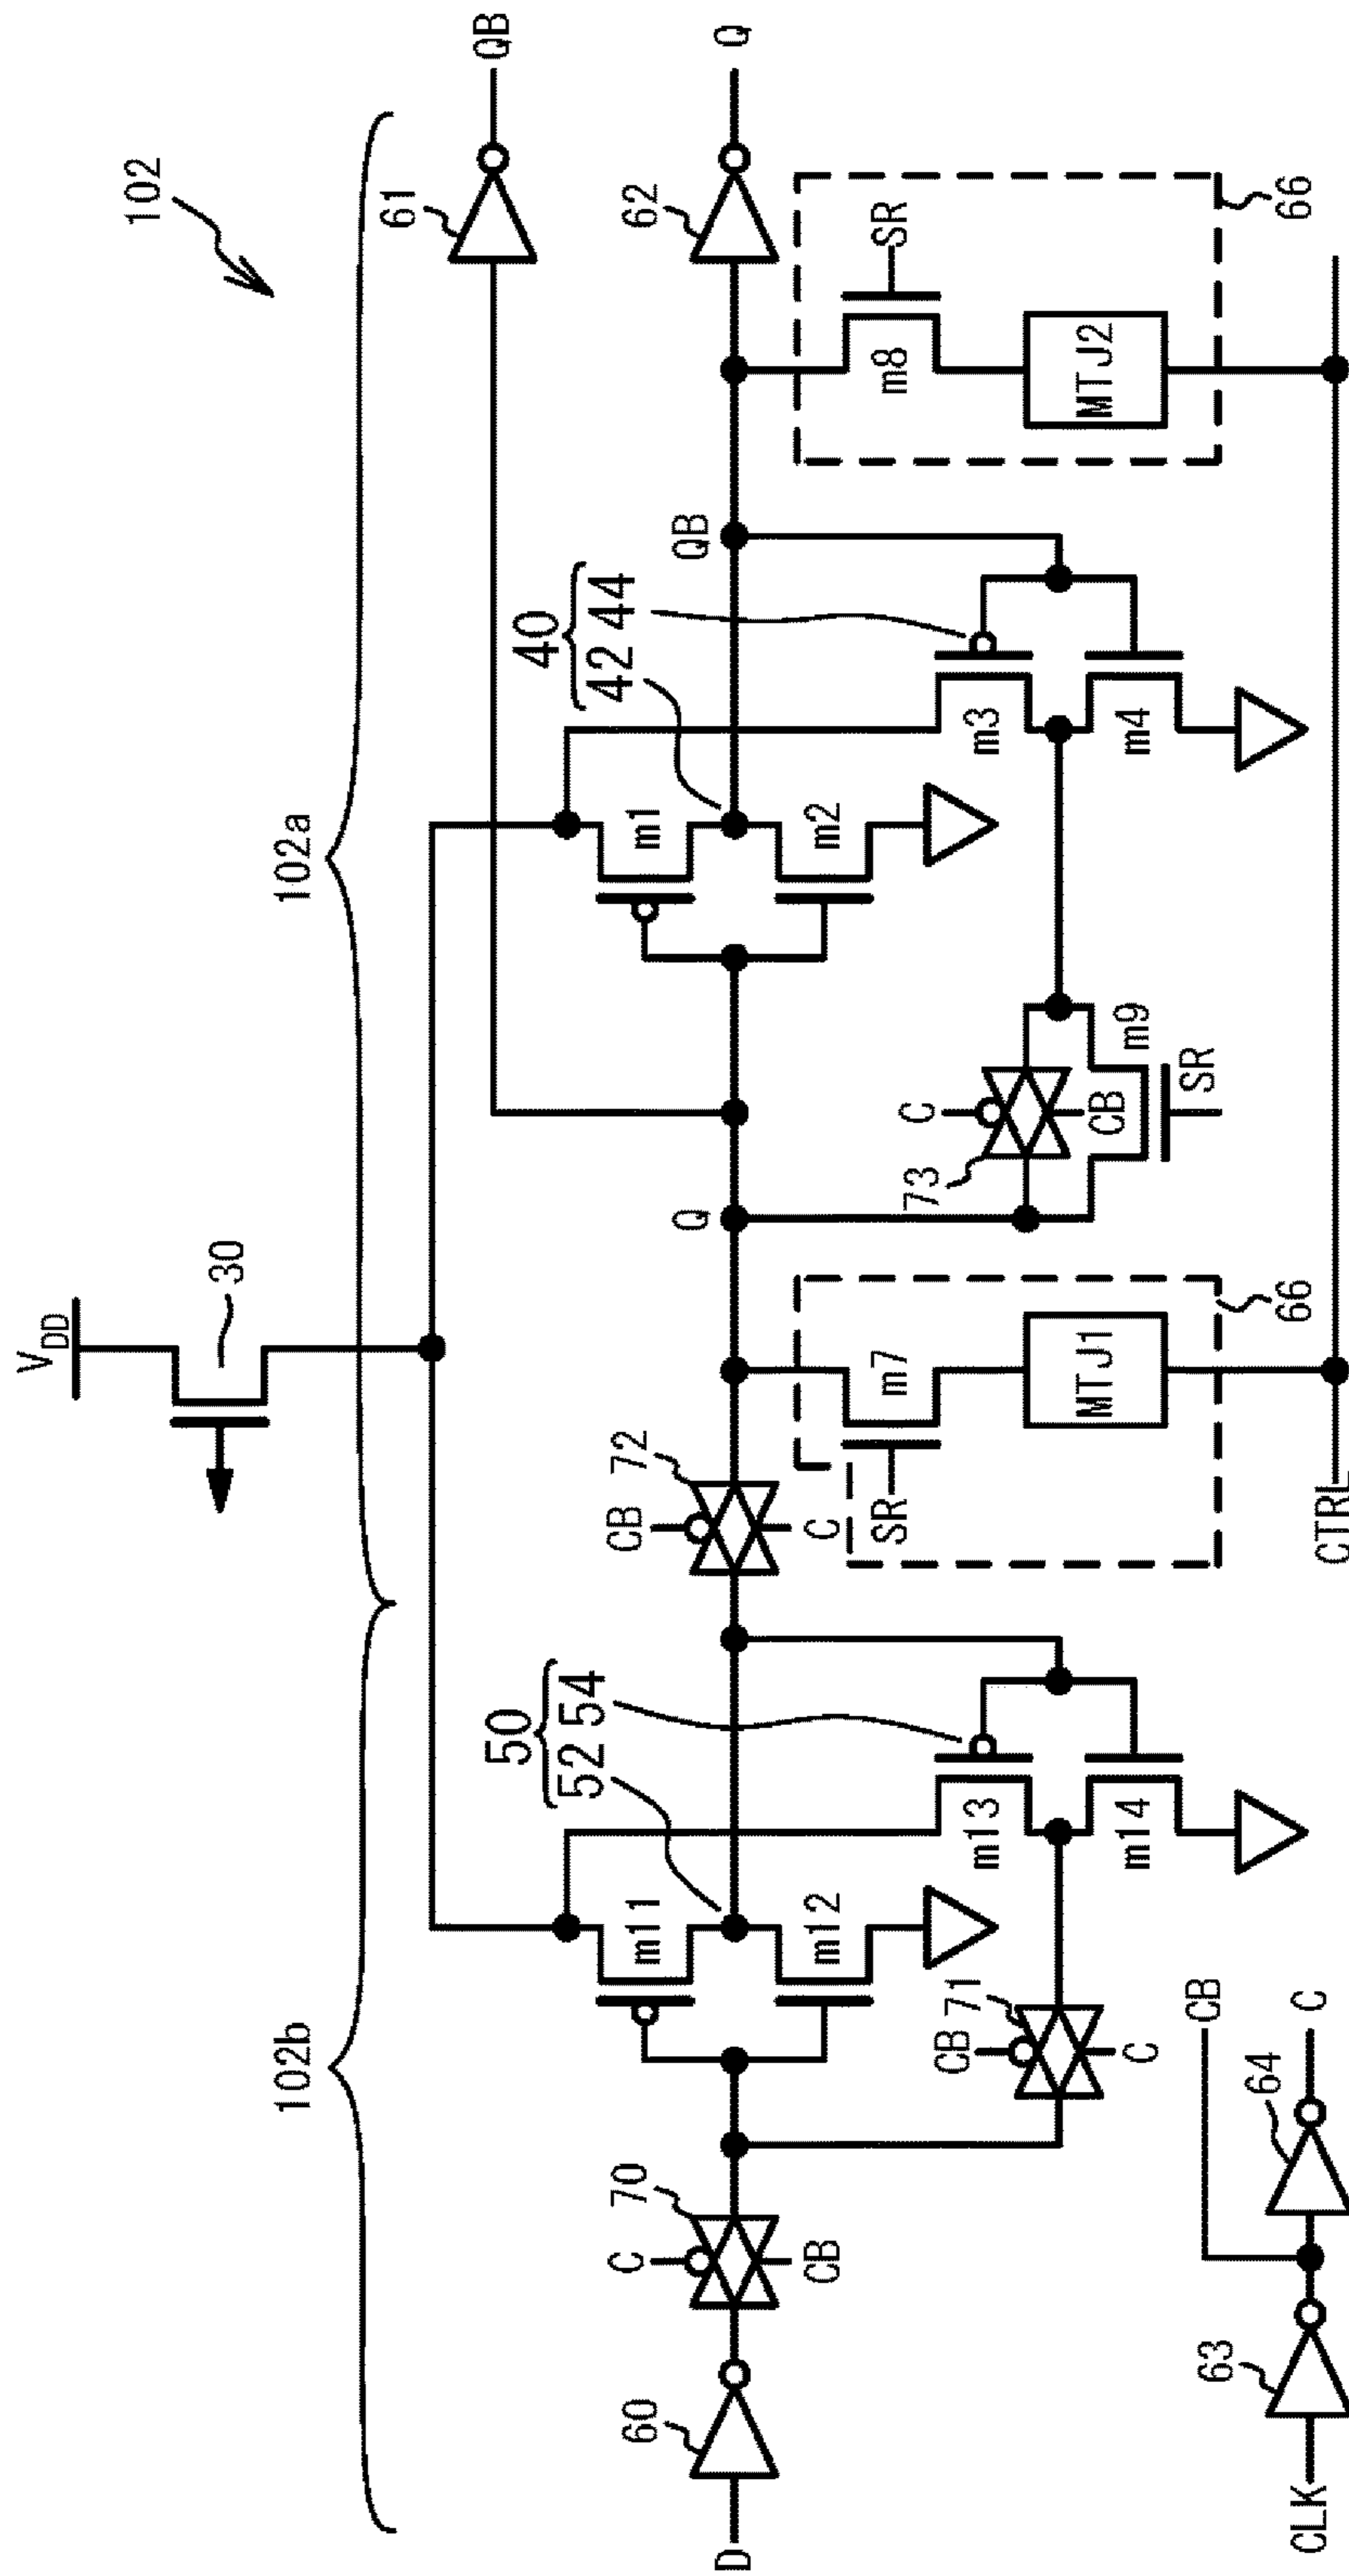 102
V_DD
30
102b
102a
61
QB
50
52 54
40
42 44
m11
m1
D
60
C
70
CB
CB
72
C
Q
QB
62
Q
m12
m2
SR
m7
m8
SR
CB
71
C
m13
m3
C
73
CB
m9
SR
m14
m4
MTJ1
66
MTJ2
66
CLK
63
64
CB
C
CTRL